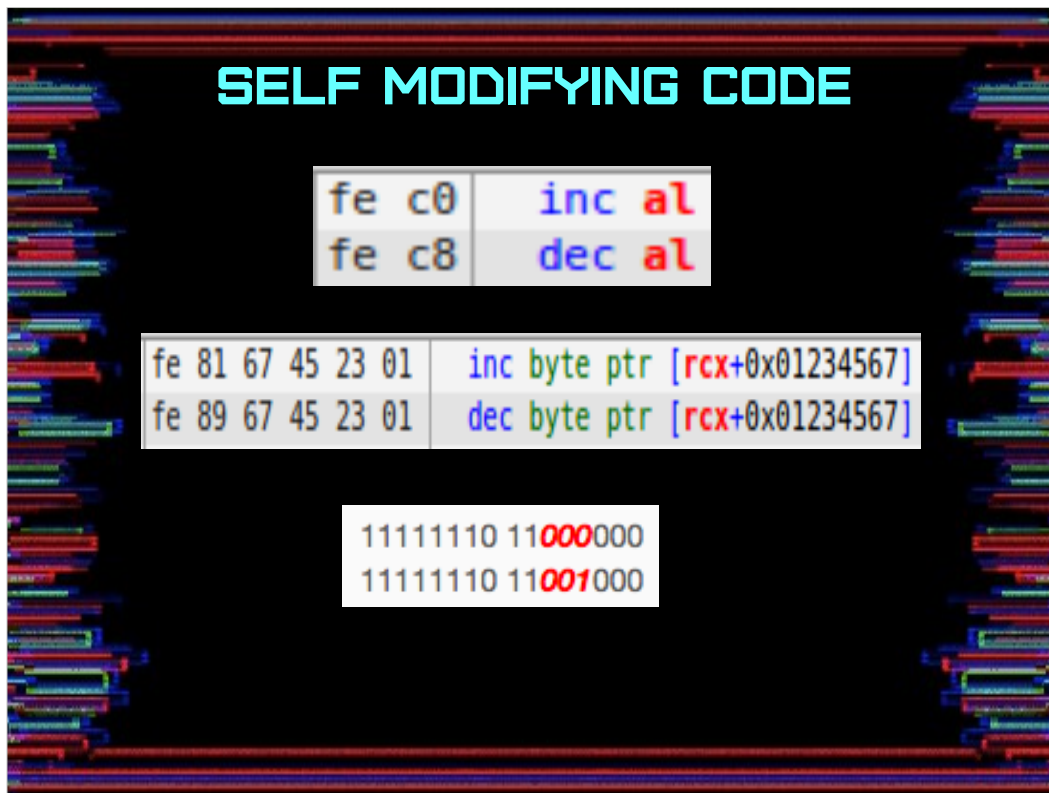 SELF MODIFYING CODE
fe c0 inc al
fe c8 dec al
fe 81 67 45 23 01 inc byte ptr [rcx+0x01234567]
fe 89 67 45 23 01 dec byte ptr [rcx+0x01234567]
11111110 11000000
11111110 11001000